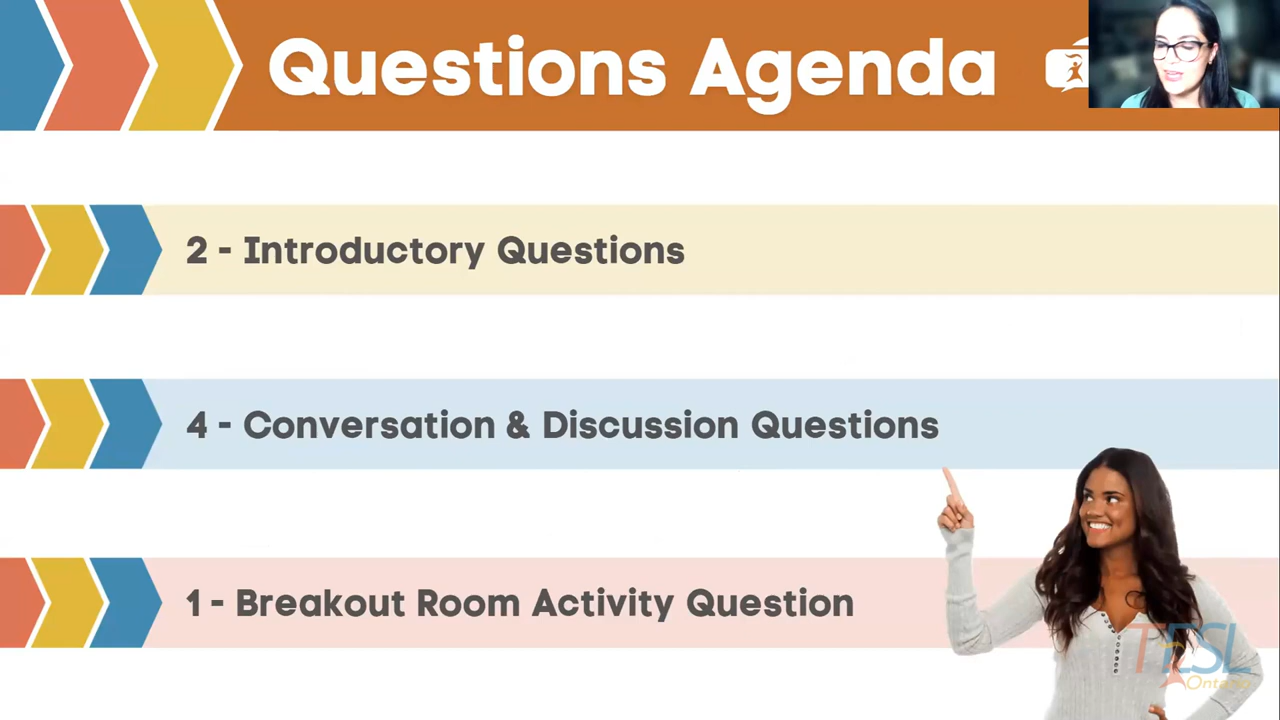 Questions Agenda
2 - Introductory Questions
4 - Conversation & Discussion Questions
1 - Breakout Room Activity Question
TESL
Ontario